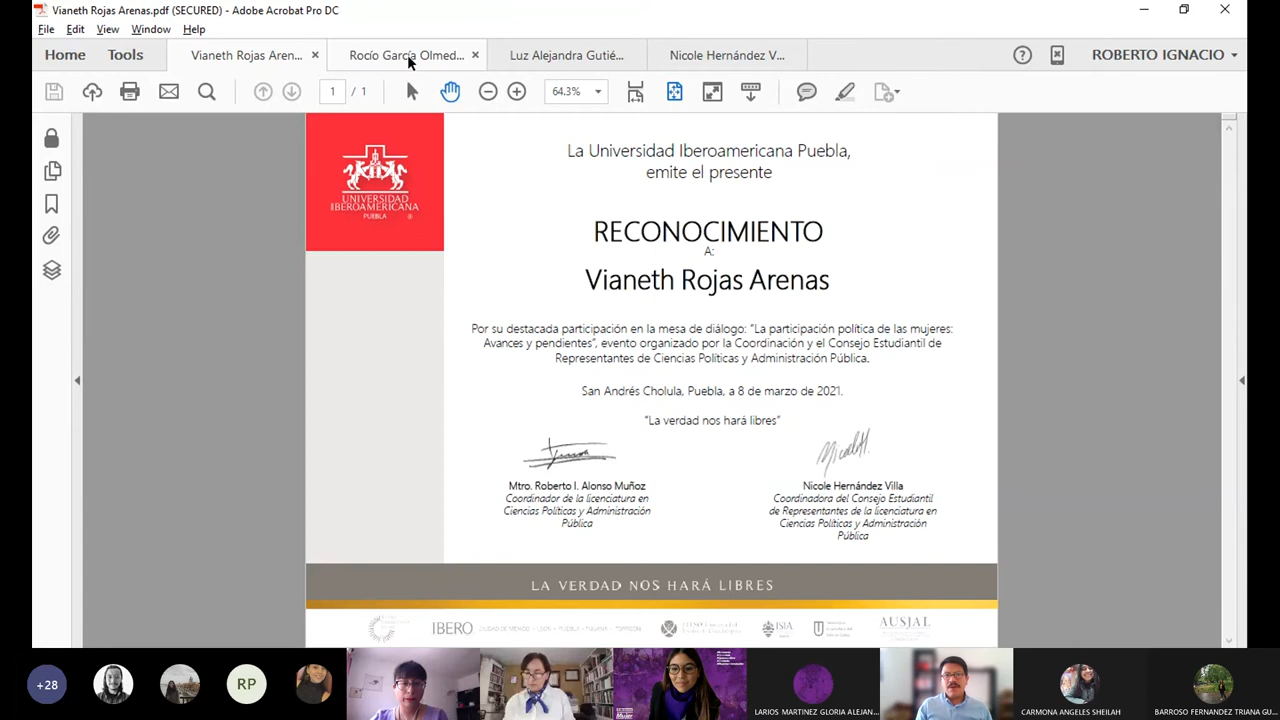 Vianeth Rojas Arenas.pdf (SECURED) - Adobe Acrobat Pro DC
File Edit View Window Help
Home Tools Vianeth Rojas Aren... × Rocío García Olmed... × Luz Alejandra Gutié... Nicole Hernández V... ROBERTO IGNACIO
1 / 1 64.3%
UNIVERSIDAD
IBEROAMERICANA
PUEBLA ®
La Universidad Iberoamericana Puebla,
emite el presente
RECONOCIMIENTO
A:
Vianeth Rojas Arenas
Por su destacada participación en la mesa de diálogo: "La participación política de las mujeres:
Avances y pendientes", evento organizado por la Coordinación y el Consejo Estudiantil de
Representantes de Ciencias Políticas y Administración Pública.
San Andrés Cholula, Puebla, a 8 de marzo de 2021.
"La verdad nos hará libres"
Mtro. Roberto I. Alonso Muñoz
Coordinador de la licenciatura en
Ciencias Políticas y Administración
Pública
Nicole Hernández Villa
Coordinadora del Consejo Estudiantil
de Representantes de la licenciatura en
Ciencias Políticas y Administración
Pública
LA VERDAD NOS HARÁ LIBRES
IBERO CIUDAD DE MÉXICO · LEÓN · PUEBLA · TIJUANA · TORREÓN
AUSJAL
+28
RP
LARIOS MARTINEZ GLORIA ALEJAN...
CARMONA ANGELES SHEILAH
BARROSO FERNANDEZ TRIANA GU...